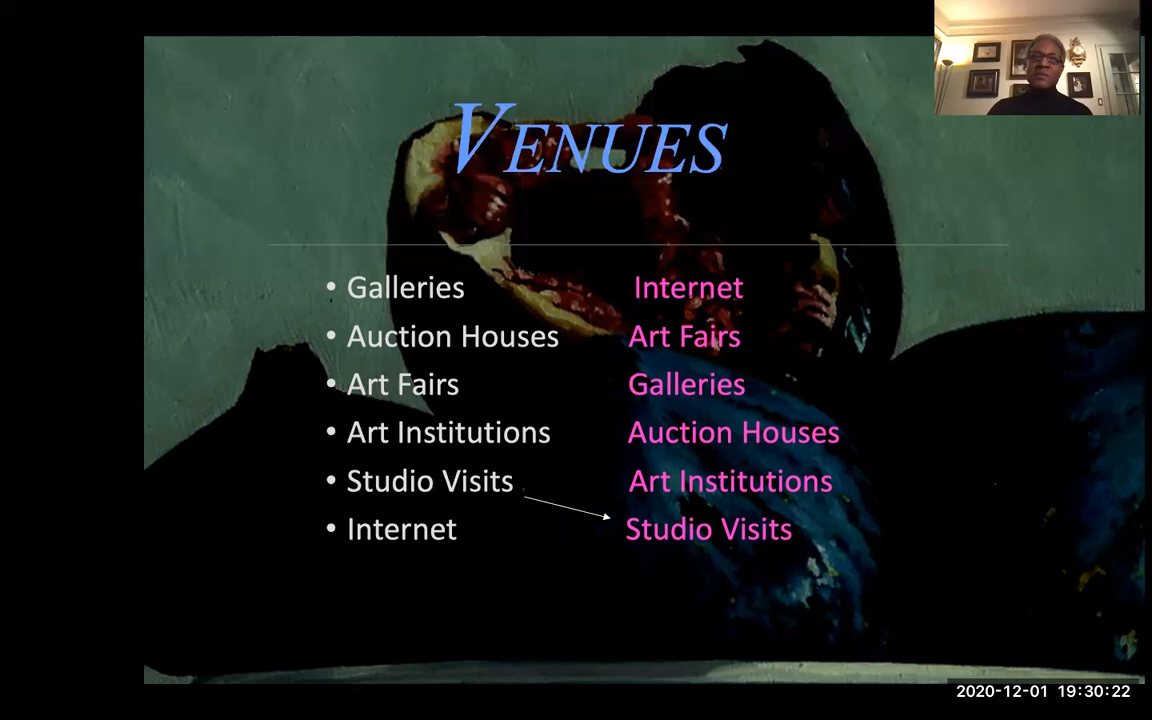 VENUES
• Galleries
• Auction Houses
• Art Fairs
• Art Institutions
• Studio Visits
• Internet
Internet
Art Fairs
Galleries
Auction Houses
Art Institutions
Studio Visits
2020-12-01 19:30:22